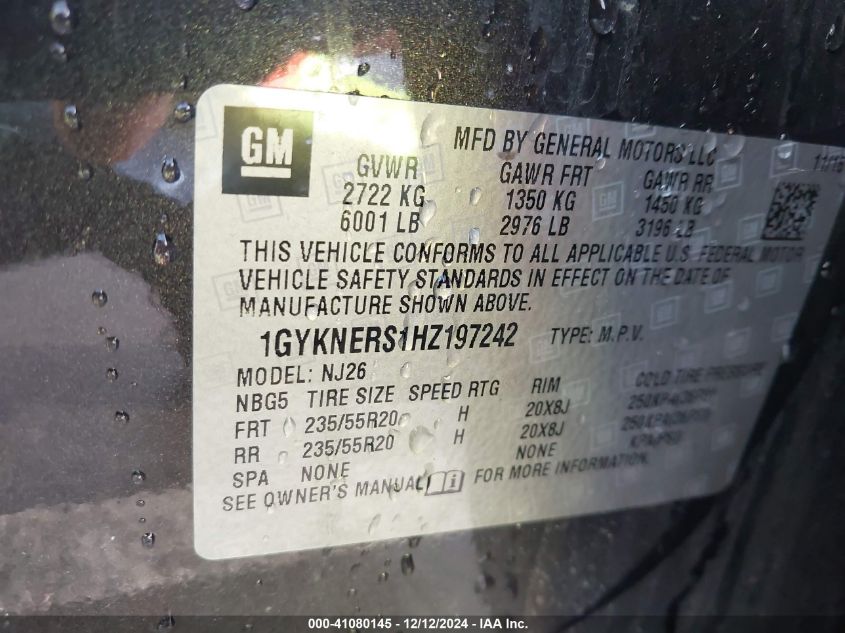 GM
MFD BY GENERAL MOTORS LLC
11/16
GVWR GAWR FRT GAWR RR
2722 KG 1350 KG 1450 KG
6001 LB 2976 LB 3196 LB
THIS VEHICLE CONFORMS TO ALL APPLICABLE U.S. FEDERAL MOTOR
VEHICLE SAFETY STANDARDS IN EFFECT ON THE DATE OF
MANUFACTURE SHOWN ABOVE.
1GYKNERS1HZ197242 TYPE: M.P.V.
MODEL: NJ26
NBG5 TIRE SIZE SPEED RTG RIM COLD TIRE PRESSURE
FRT 235/55R20 H 20X8J
RR 235/55R20 H 20X8J
SPA NONE NONE
SEE OWNER'S MANUAL FOR MORE INFORMATION.
000-41080145 - 12/12/2024 - IAA Inc.